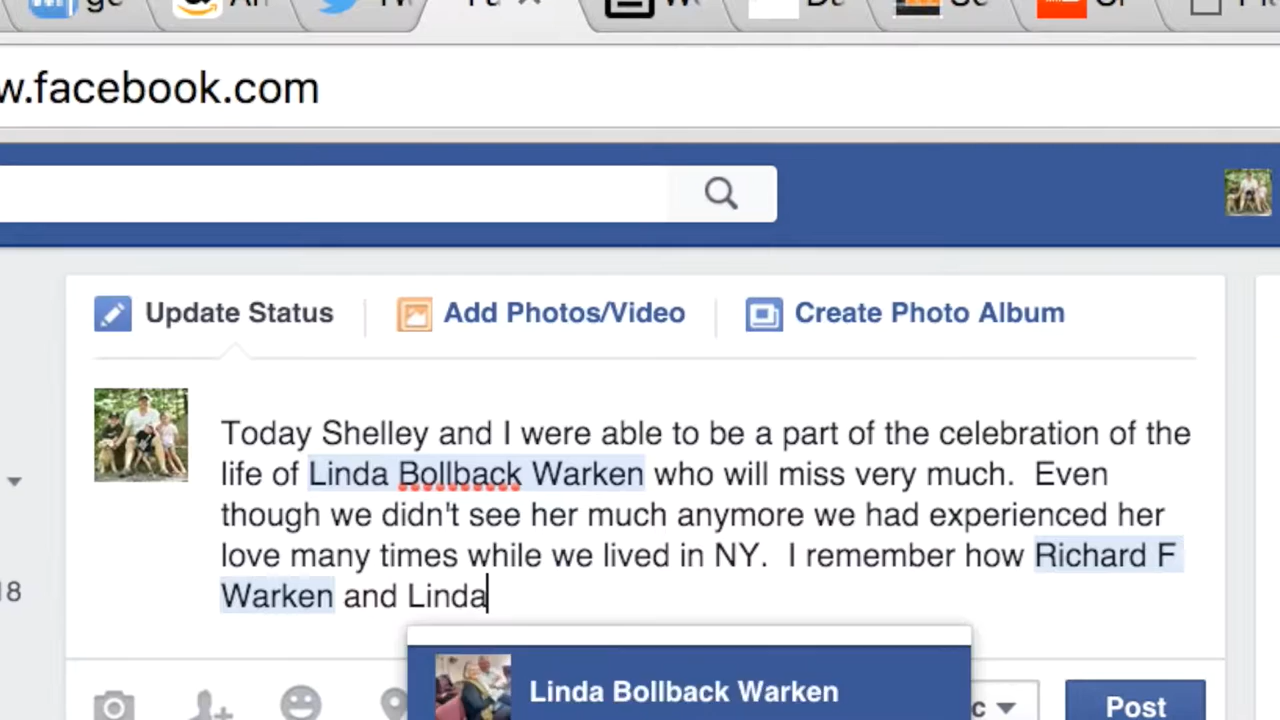 w.facebook.com
Update Status
Add Photos/Video
Create Photo Album
Today Shelley and I were able to be a part of the celebration of the
life of Linda Bollback Warken who will miss very much. Even
though we didn't see her much anymore we had experienced her
love many times while we lived in NY. I remember how Richard F
Warken and Linda
18
Linda Bollback Warken
c
Post